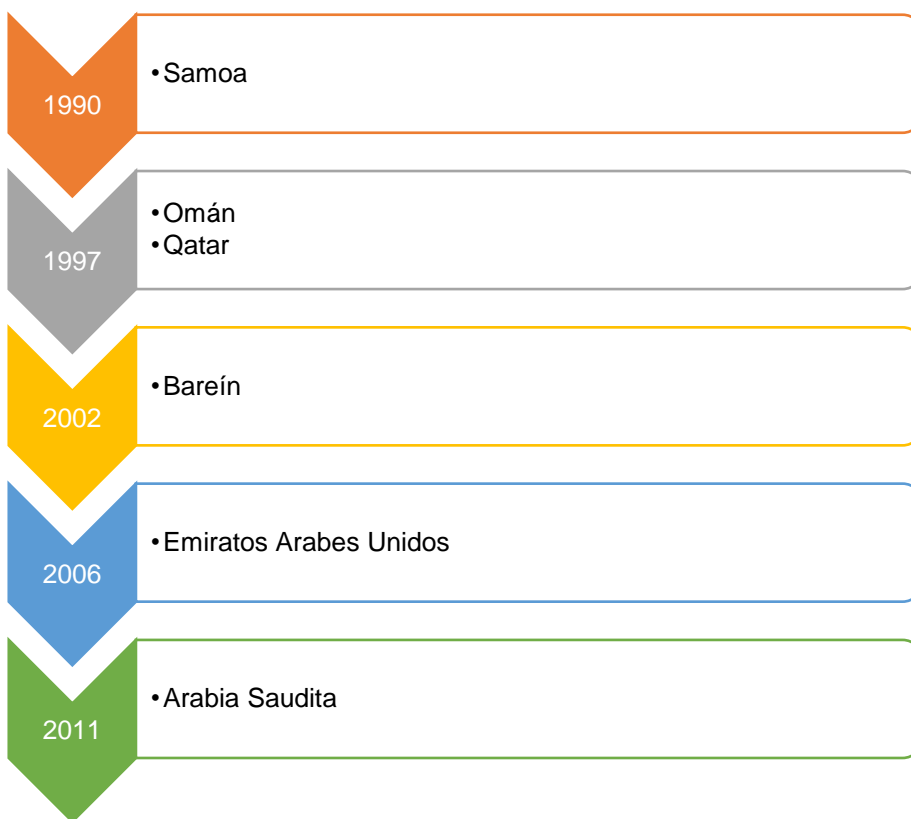 1990
•Samoa
1997
•Omán
•Qatar
2002
•Bareín
2006
•Emiratos Arabes Unidos
2011
•Arabia Saudita